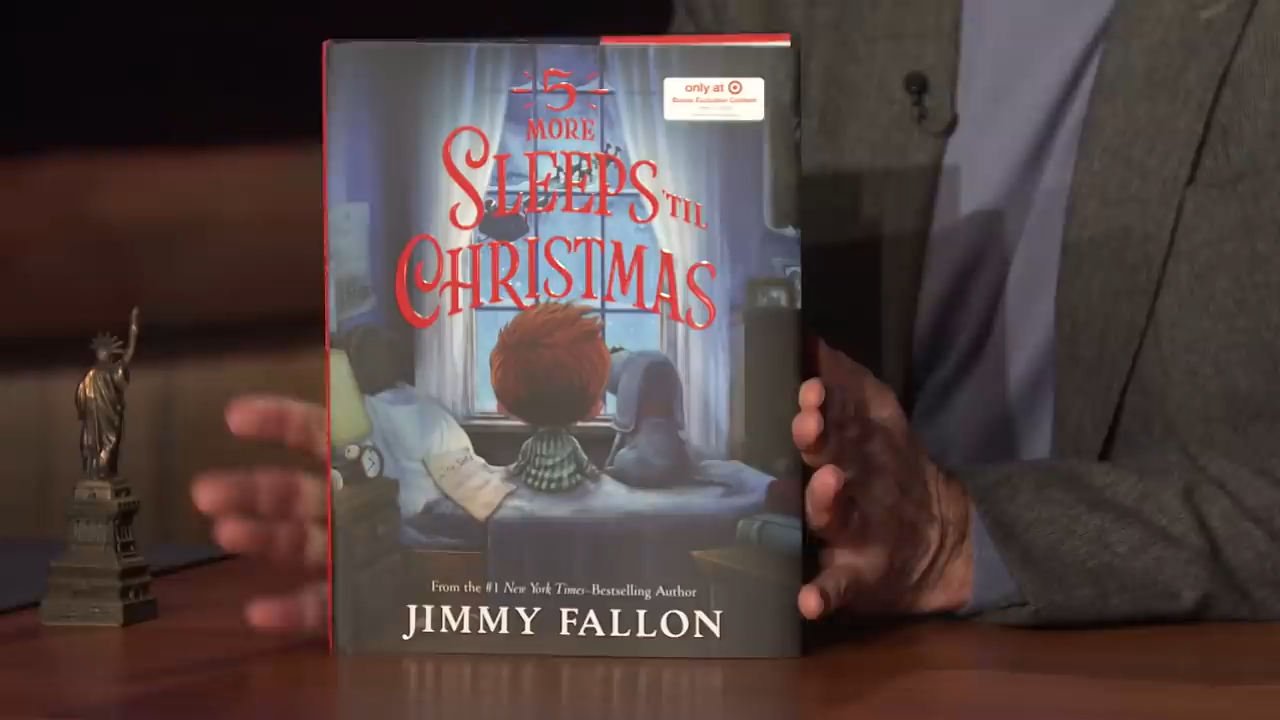 5
MORE
SLEEPS 'TIL
CHRISTMAS
only at
From the #1 New York Times–Bestselling Author
JIMMY FALLON